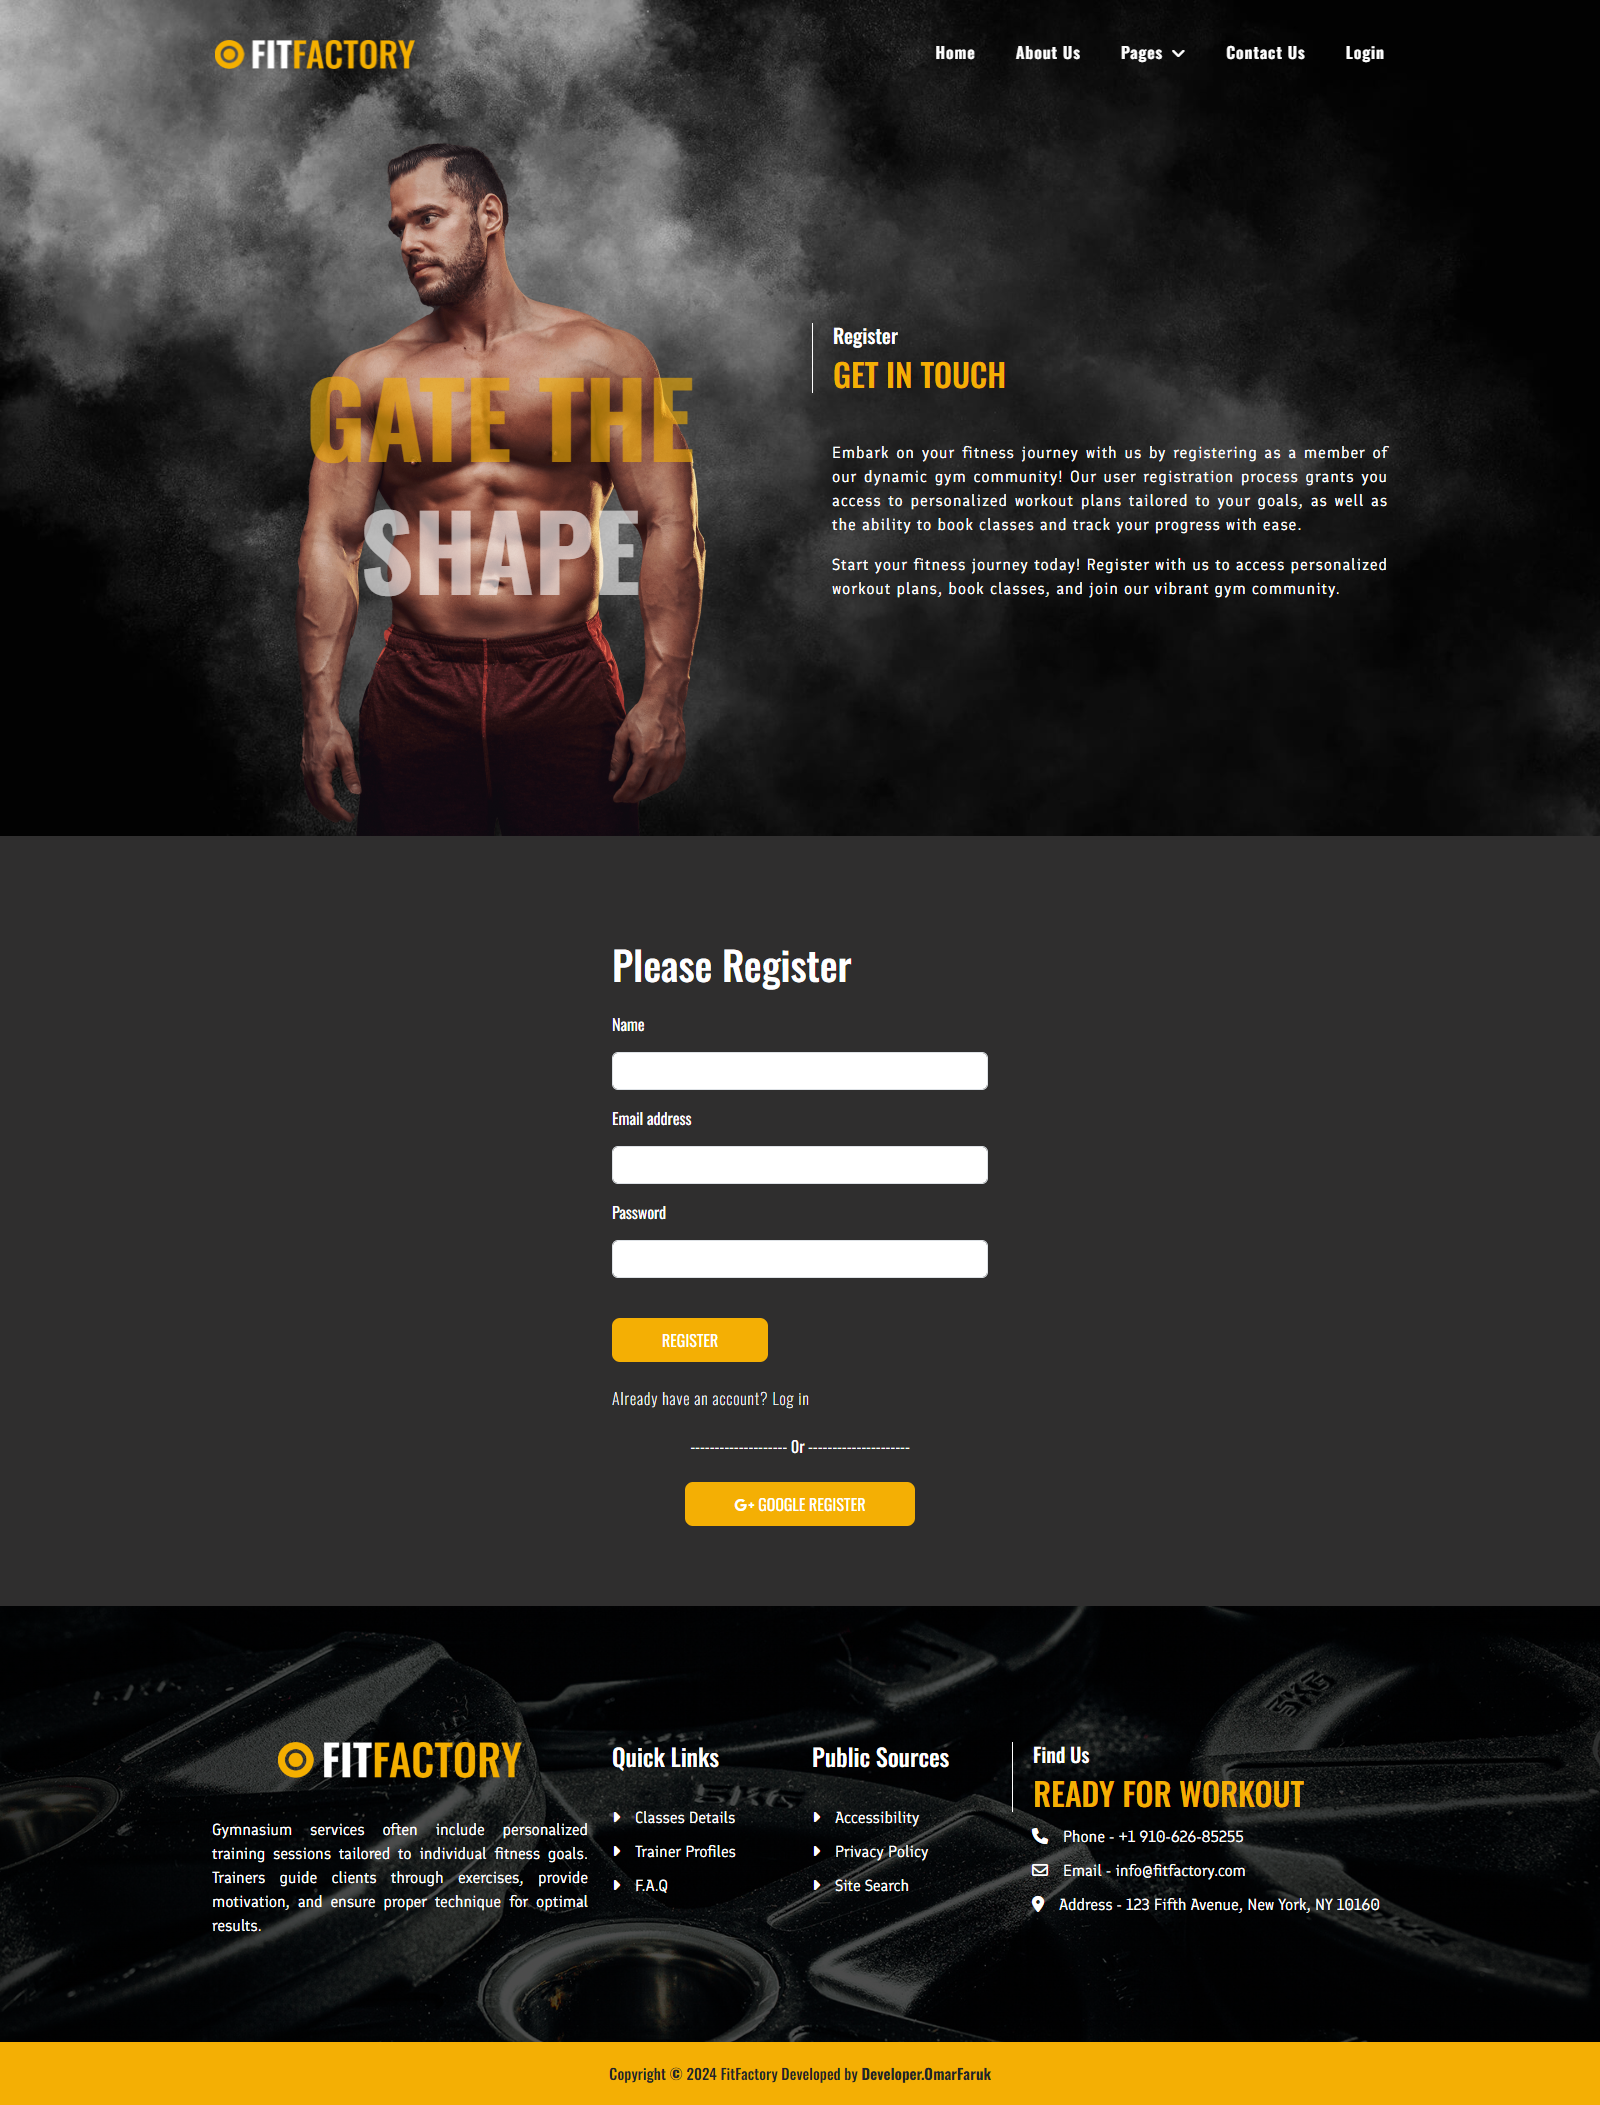 FITFACTORY
Home About Us Pages Contact Us Login
Register
GET IN TOUCH
GATE THE
SHAPE
Embark on your fitness journey with us by registering as a member of
our dynamic gym community! Our user registration process grants you
access to personalized workout plans tailored to your goals, as well as
the ability to book classes and track your progress with ease.
Start your fitness journey today! Register with us to access personalized
workout plans, book classes, and join our vibrant gym community.
Please Register
Name
Email address
Password
REGISTER
Already have an account? Log in
-------------------- Or ---------------------
G+ GOOGLE REGISTER
FITFACTORY
Gymnasium services often include personalized
training sessions tailored to individual fitness goals.
Trainers guide clients through exercises, provide
motivation, and ensure proper technique for optimal
results.
Quick Links
Classes Details
Trainer Profiles
F.A.Q
Public Sources
Accessibility
Privacy Policy
Site Search
Find Us
READY FOR WORKOUT
Phone - +1 910-626-85255
Email - info@fitfactory.com
Address - 123 Fifth Avenue, New York, NY 10160
5KG
5KG
Copyright © 2024 FitFactory Developed by Developer.OmarFaruk